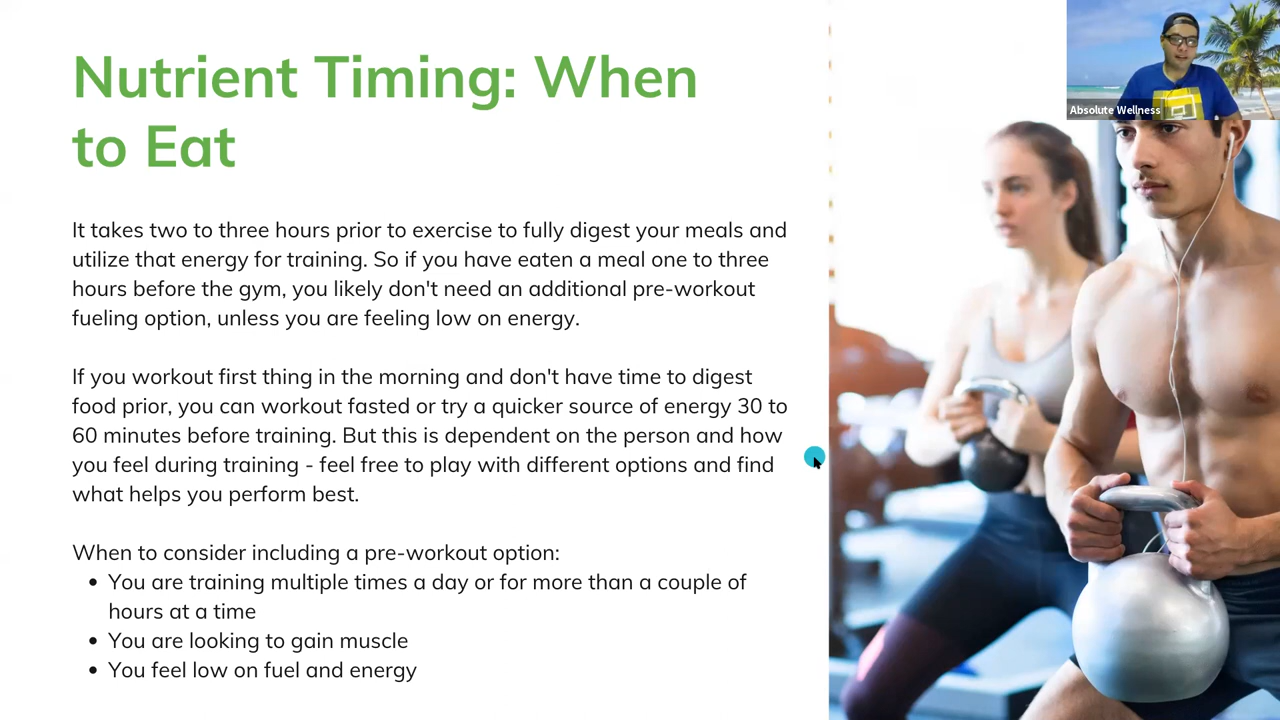 Nutrient Timing: When
to Eat
Absolute Wellness
It takes two to three hours prior to exercise to fully digest your meals and
utilize that energy for training. So if you have eaten a meal one to three
hours before the gym, you likely don't need an additional pre-workout
fueling option, unless you are feeling low on energy.
If you workout first thing in the morning and don't have time to digest
food prior, you can workout fasted or try a quicker source of energy 30 to
60 minutes before training. But this is dependent on the person and how
you feel during training - feel free to play with different options and find
what helps you perform best.
When to consider including a pre-workout option:
• You are training multiple times a day or for more than a couple of
hours at a time
• You are looking to gain muscle
• You feel low on fuel and energy